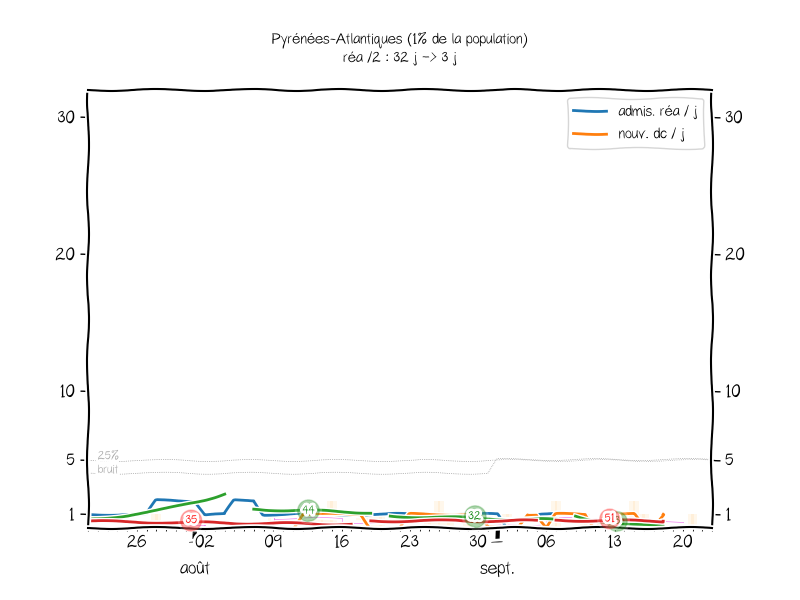 Pyrénées-Atlantiques (1% de la population)
réa /2 : 32 j -> 3 j
admis. réa / j
nouv. dc / j
30 30
20 20
10 10
5 5
1 1
25%
bruit
35 44 32 51
26 02 09 16 23 30 06 13 20
août sept.